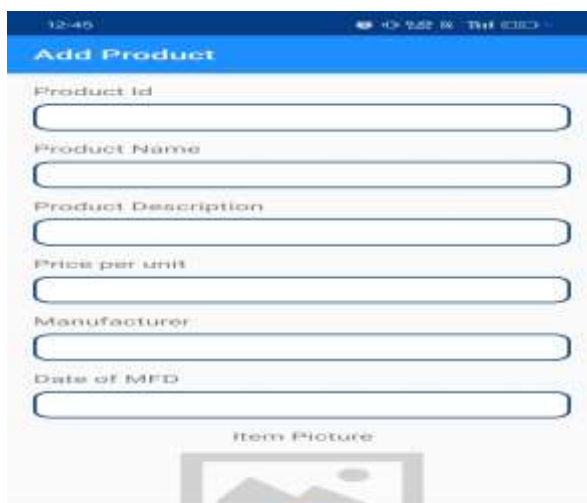 12:45
Add Product
Product Id
Product Name
Product Description
Price per unit
Manufacturer
Date of MFD
Item Picture